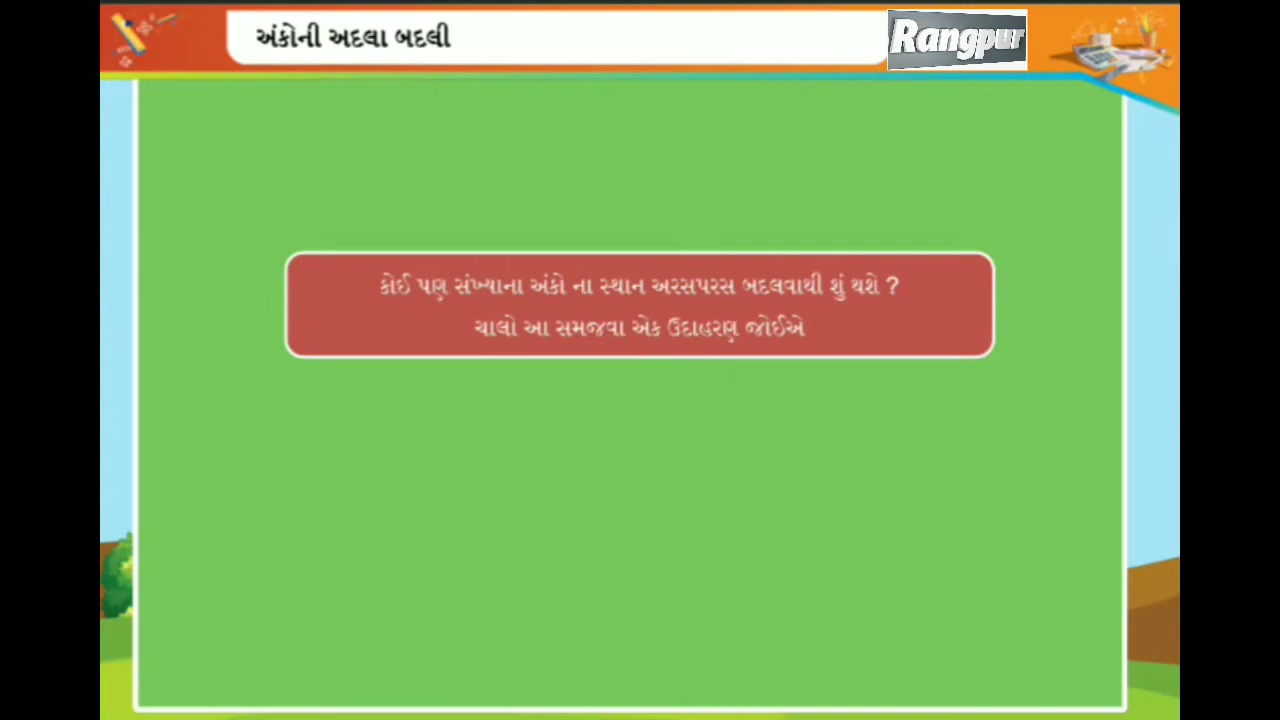 અંકોની અદલા બદલી
Rangpur
કોઈ પણ સંખ્યાના અંકો ના સ્થાન અરસપરસ બદલવાથી શું થશે ?
ચાલો આ સમજવા એક ઉદાહરણ જોઈએ